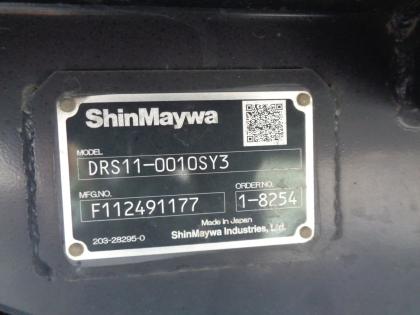 ShinMaywa
MODEL
DRS11-0010SY3
MFG.NO. ORDER NO.
F112491177 1-8254
Made in Japan
203-28295-0 ShinMaywa Industries, Ltd.